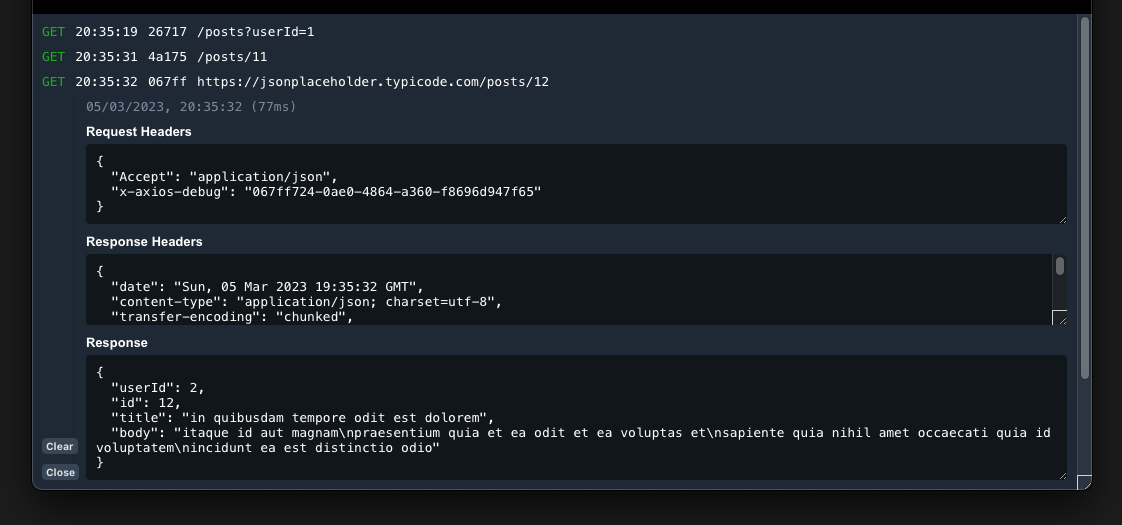 GET 20:35:19 26717 /posts?userId=1
GET 20:35:31 4a175 /posts/11
GET 20:35:32 067ff https://jsonplaceholder.typicode.com/posts/12
05/03/2023, 20:35:32 (77ms)
Request Headers
{
  "Accept": "application/json",
  "x-axios-debug": "067ff724-0ae0-4864-a360-f8696d947f65"
}
Response Headers
{
  "date": "Sun, 05 Mar 2023 19:35:32 GMT",
  "content-type": "application/json; charset=utf-8",
  "transfer-encoding": "chunked",
Response
{
  "userId": 2,
  "id": 12,
  "title": "in quibusdam tempore odit est dolorem",
  "body": "itaque id aut magnam\npraesentium quia et ea odit et ea voluptas et\nsapiente quia nihil amet occaecati quia id
voluptatem\nincidunt ea est distinctio odio"
}
Clear
Close